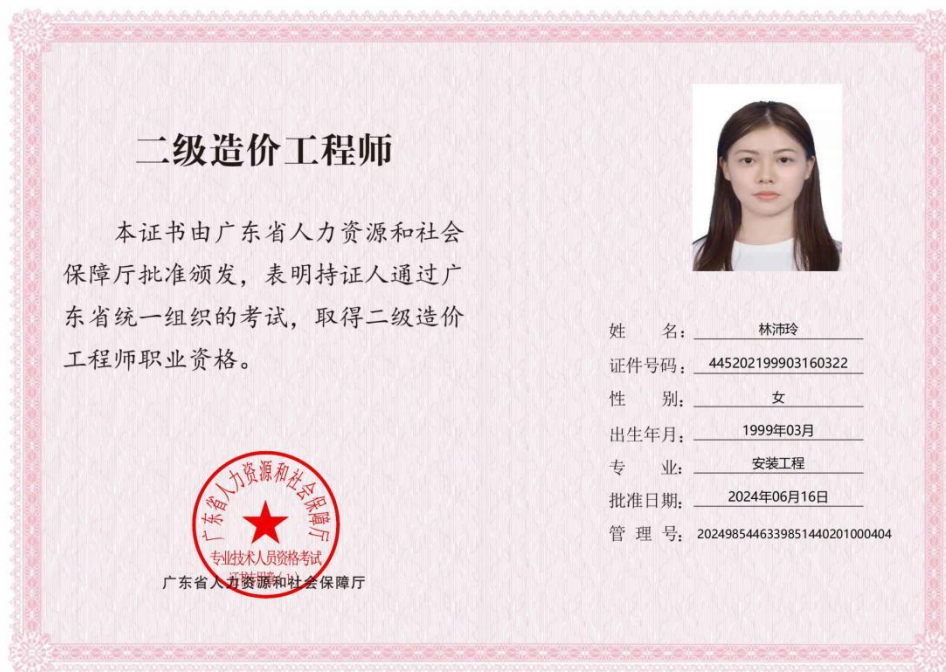 二级造价工程师
本证书由广东省人力资源和社会
保障厅批准颁发，表明持证人通过广
东省统一组织的考试，取得二级造价
工程师职业资格。
广东省人力资源和社会保障厅
专业技术人员资格考试
广东省人力资源和社会保障厅
姓 名：林沛玲
证件号码：445202199903160322
性 别：女
出生年月：1999年03月
专 业：安装工程
批准日期：2024年06月16日
管 理 号：2024985446339851440201000404